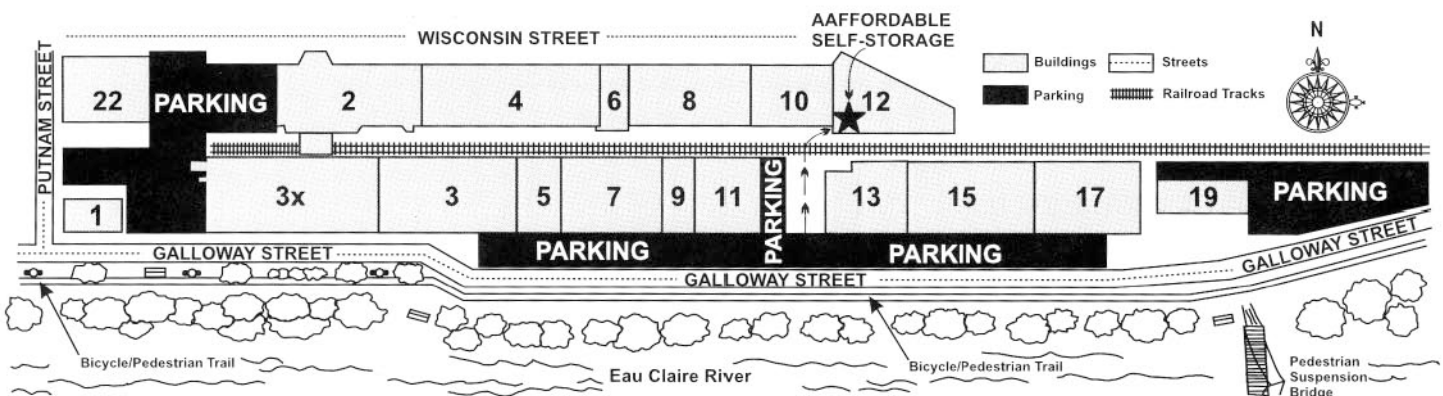 AAFFORDABLE
SELF-STORAGE
WISCONSIN STREET
N
Buildings
Streets
Parking
Railroad Tracks
PUTNAM STREET
22
PARKING
2
4
6
8
10
12
1
3x
3
5
7
9
11
PARKING
13
15
17
19
PARKING
GALLOWAY STREET
PARKING
PARKING
GALLOWAY STREET
GALLOWAY STREET
Bicycle/Pedestrian Trail
Eau Claire River
Bicycle/Pedestrian Trail
Pedestrian
Suspension
Bridge